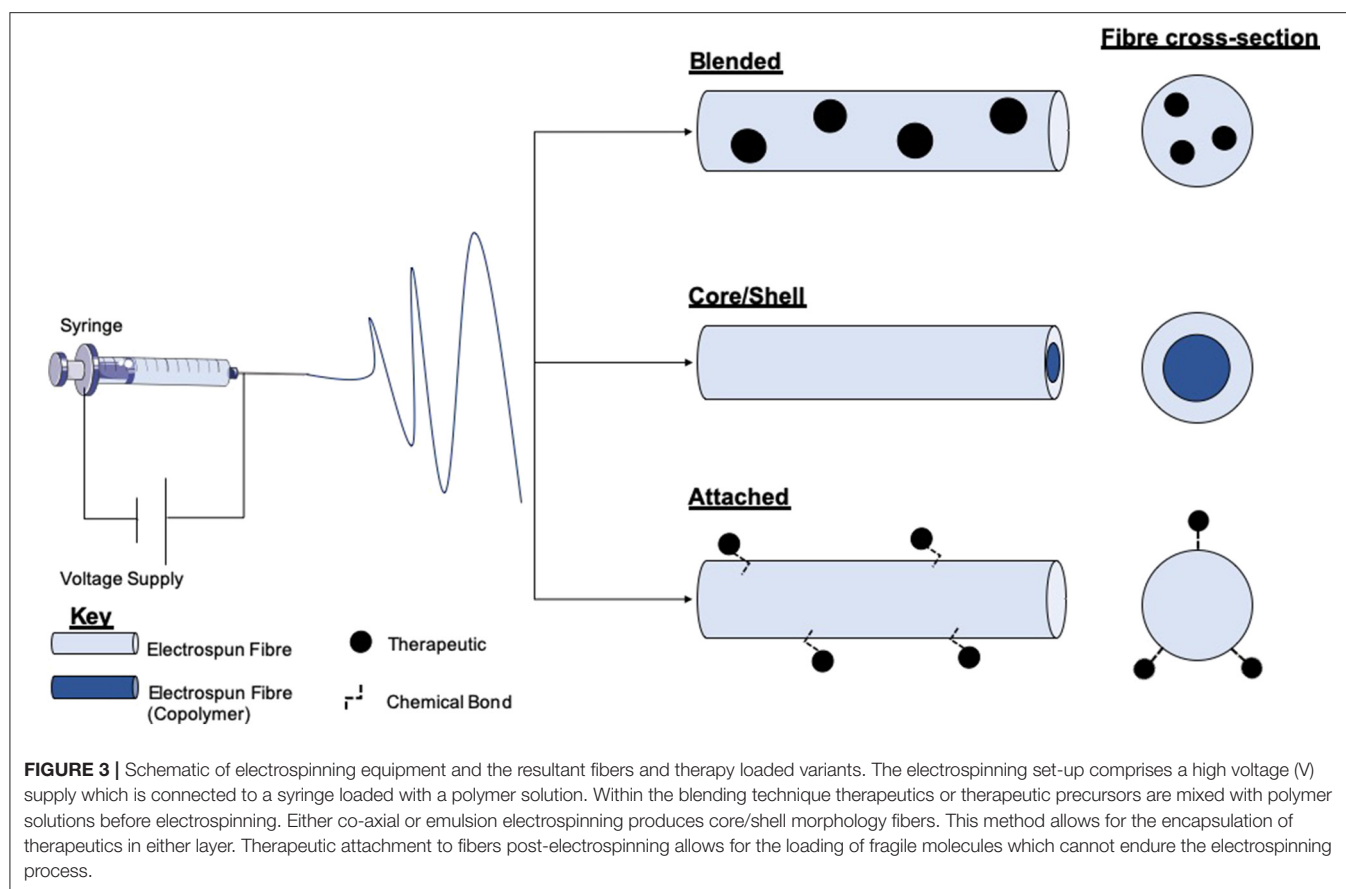 Fibre cross-section
Blended
Core/Shell
Syringe
Attached
Voltage Supply
Key
Electrospun Fibre
Therapeutic
Electrospun Fibre
(Copolymer)
Chemical Bond
FIGURE 3 | Schematic of electrospinning equipment and the resultant fibers and therapy loaded variants. The electrospinning set-up comprises a high voltage (V)
supply which is connected to a syringe loaded with a polymer solution. Within the blending technique therapeutics or therapeutic precursors are mixed with polymer
solutions before electrospinning. Either co-axial or emulsion electrospinning produces core/shell morphology fibers. This method allows for the encapsulation of
therapeutics in either layer. Therapeutic attachment to fibers post-electrospinning allows for the loading of fragile molecules which cannot endure the electrospinning
process.